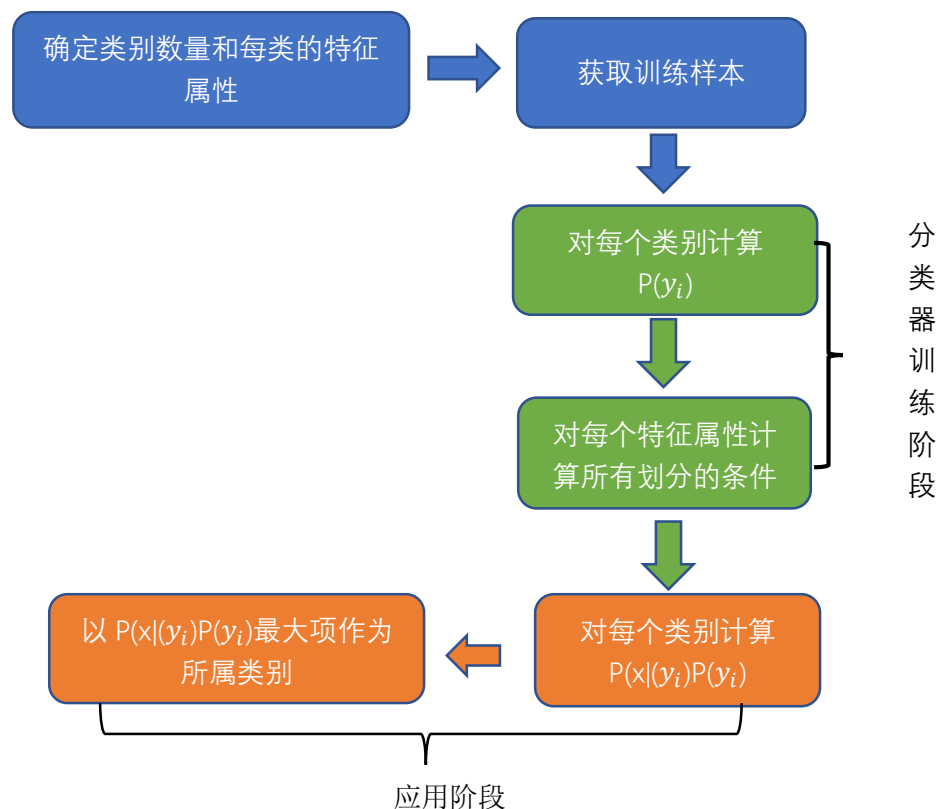 确定类别数量和每类的特征
属性
获取训练样本
对每个类别计算
P(𝑦𝑖)
对每个特征属性计
算所有划分的条件
分
类
器
训
练
阶
段
以 P(x|(𝑦𝑖)P(𝑦𝑖)最大项作为
所属类别
对每个类别计算
P(x|(𝑦𝑖)P(𝑦𝑖)
应用阶段